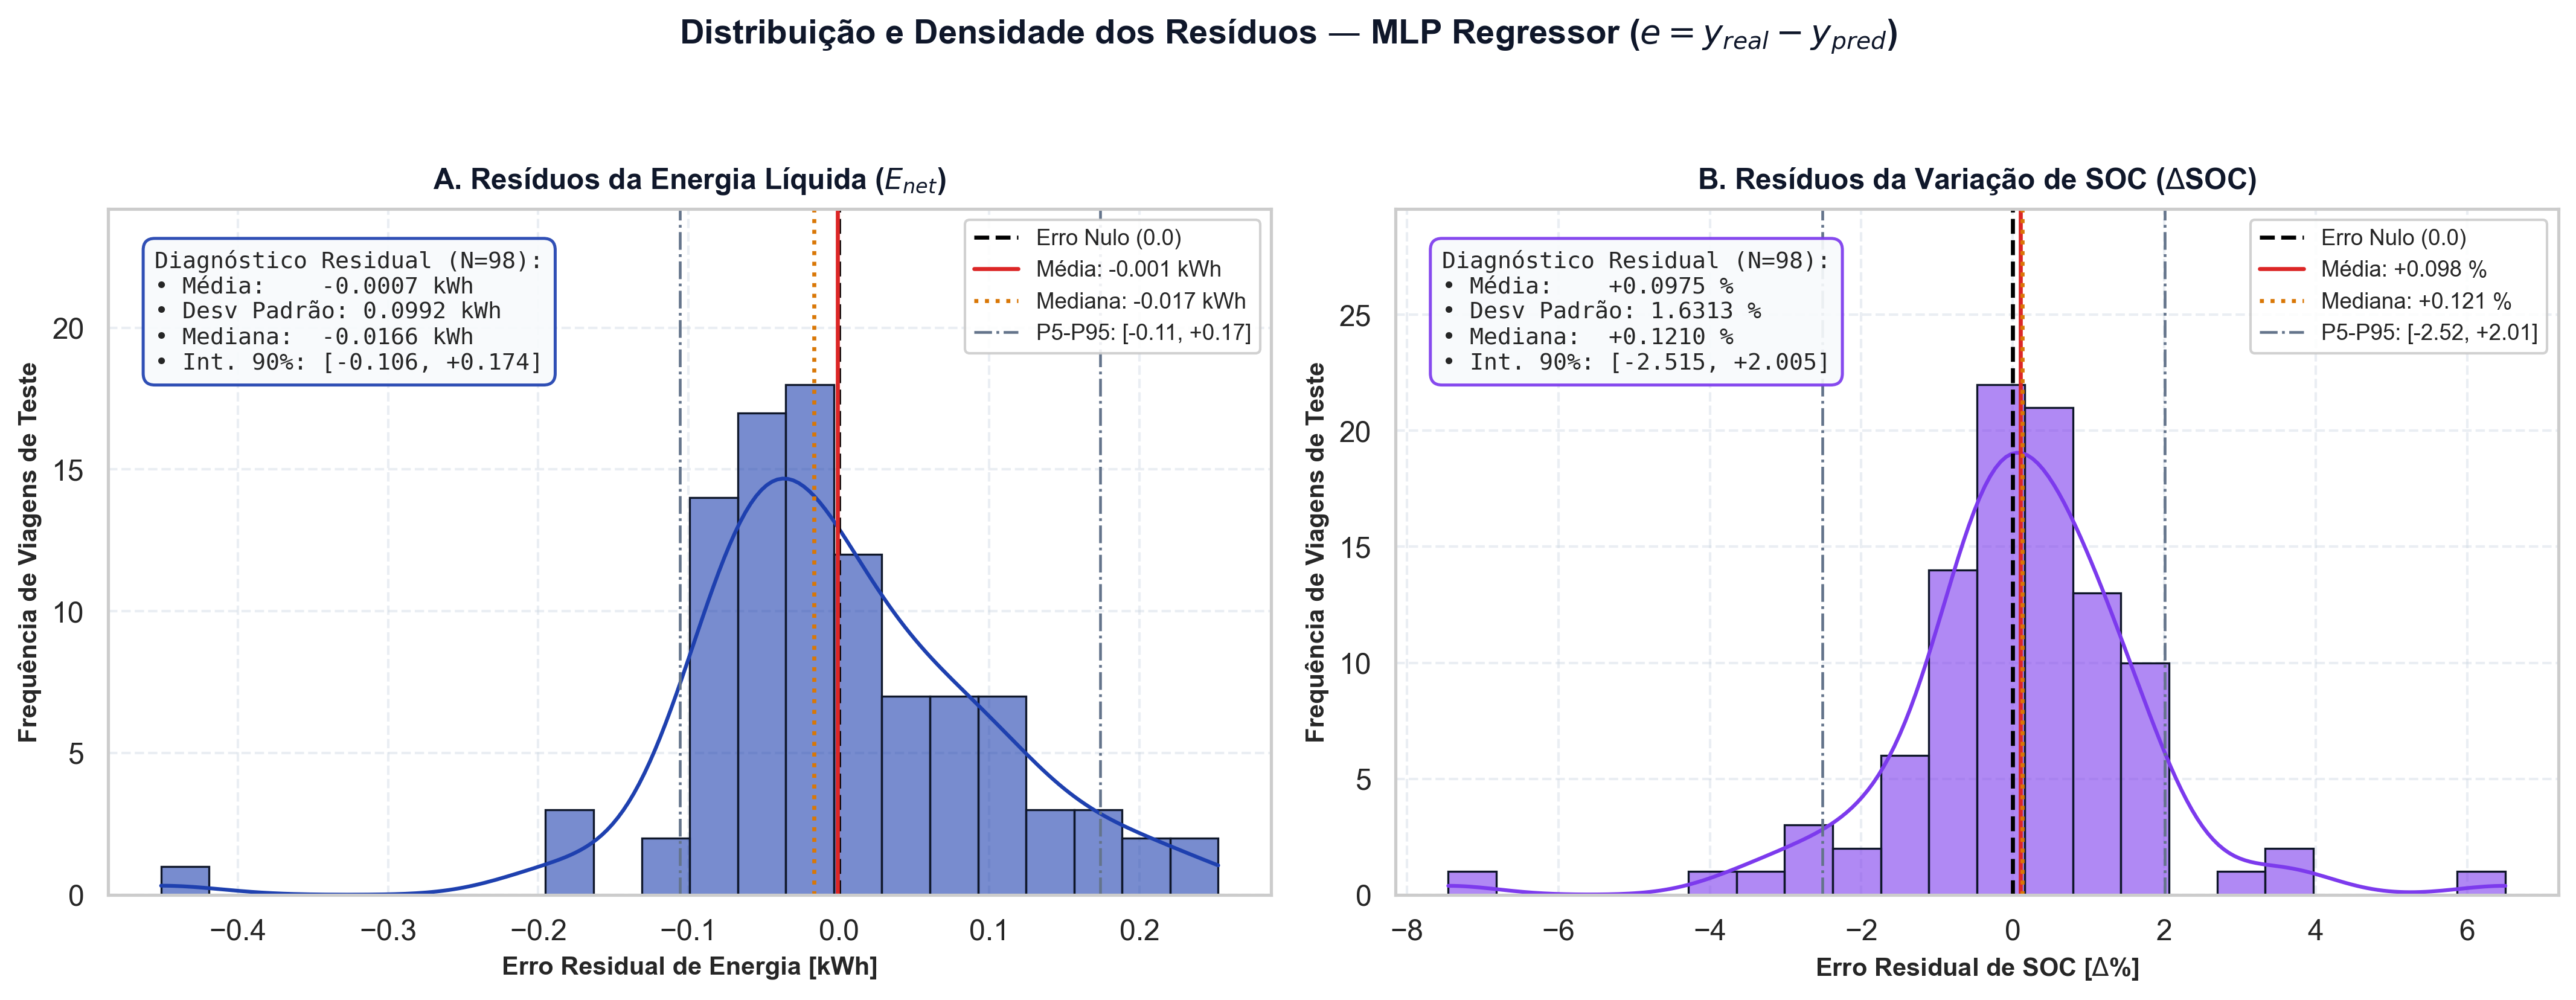 Distribuição e Densidade dos Resíduos — MLP Regressor (e = y_real − y_pred)
A. Resíduos da Energia Líquida (E_net)
Diagnóstico Residual (N=98):
• Média: -0.0007 kWh
• Desv Padrão: 0.0992 kWh
• Mediana: -0.0166 kWh
• Int. 90%: [-0.106, +0.174]
Erro Nulo (0.0)
Média: -0.001 kWh
Mediana: -0.017 kWh
P5-P95: [-0.11, +0.17]
Frequência de Viagens de Teste
20
15
10
5
0
−0.4 −0.3 −0.2 −0.1 0.0 0.1 0.2
Erro Residual de Energia [kWh]
B. Resíduos da Variação de SOC (ΔSOC)
Diagnóstico Residual (N=98):
• Média: +0.0975 %
• Desv Padrão: 1.6313 %
• Mediana: +0.1210 %
• Int. 90%: [-2.515, +2.005]
Erro Nulo (0.0)
Média: +0.098 %
Mediana: +0.121 %
P5-P95: [-2.52, +2.01]
Frequência de Viagens de Teste
25
20
15
10
5
0
−8 −6 −4 −2 0 2 4 6
Erro Residual de SOC [Δ%]